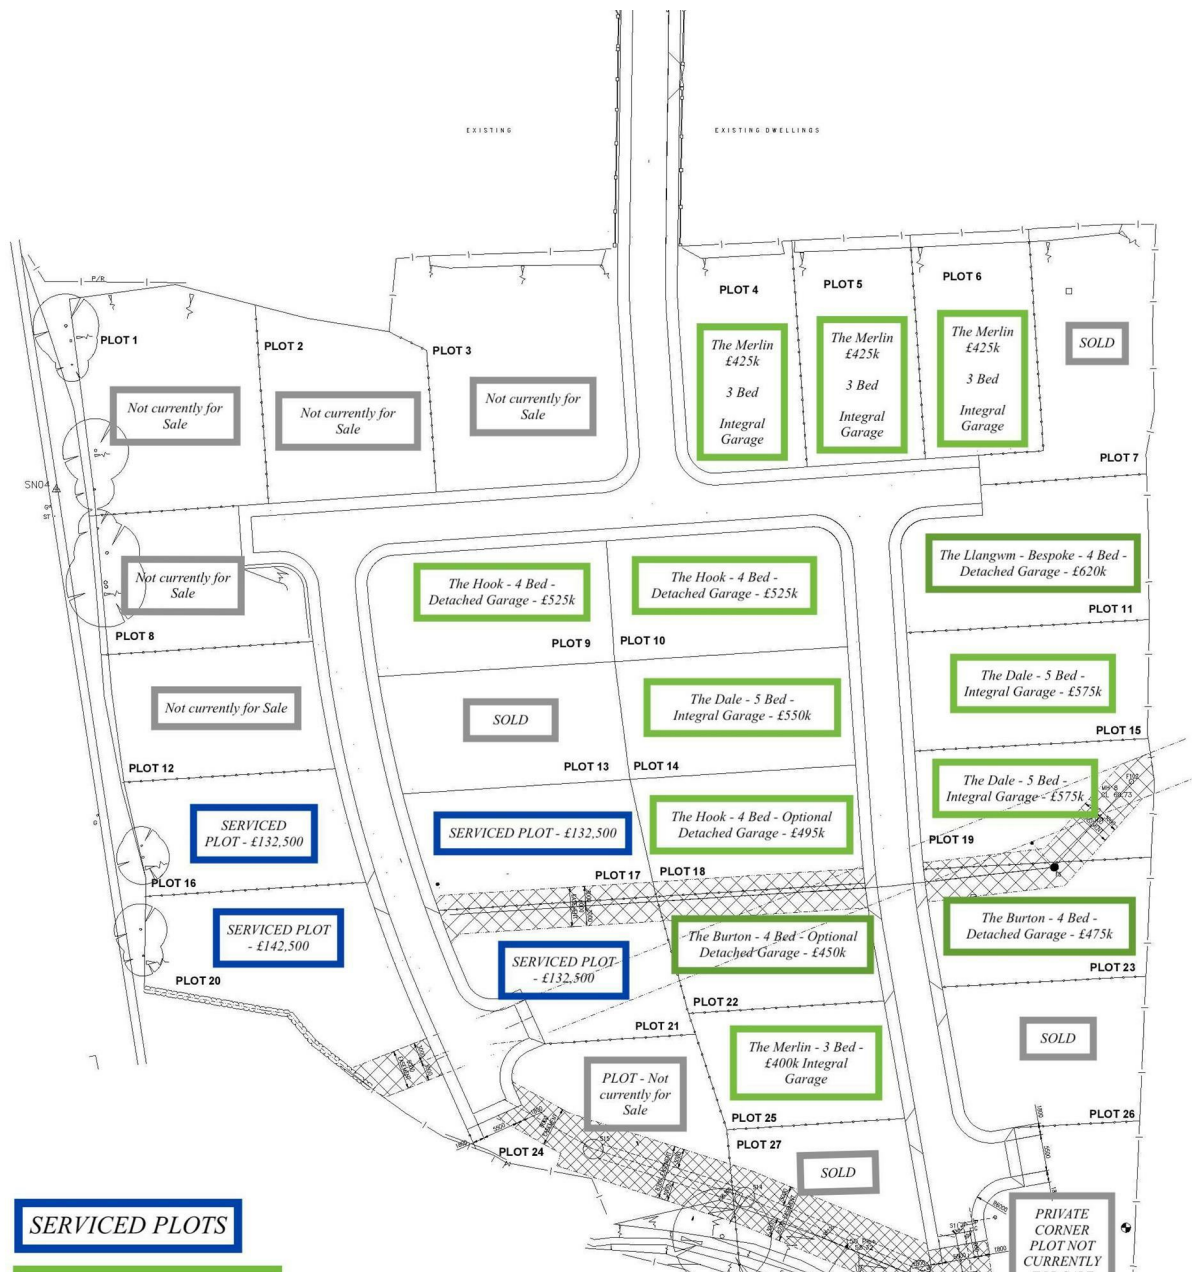 EXISTING
EXISTING DWELLINGS
P/R
PLOT 1
PLOT 2
PLOT 3
PLOT 4
PLOT 5
PLOT 6
Not currently for
Sale
Not currently for
Sale
Not currently for
Sale
The Merlin
£425k
3 Bed
Integral
Garage
The Merlin
£425k
3 Bed
Integral
Garage
The Merlin
£425k
3 Bed
Integral
Garage
SOLD
PLOT 7
SN04
ST
Not currently for
Sale
PLOT 8
The Hook - 4 Bed -
Detached Garage - £525k
PLOT 9
The Hook - 4 Bed -
Detached Garage - £525k
PLOT 10
The Llangwm - Bespoke - 4 Bed -
Detached Garage - £620k
PLOT 11
Not currently for Sale
PLOT 12
SOLD
PLOT 13
The Dale - 5 Bed -
Integral Garage - £550k
PLOT 14
The Dale - 5 Bed -
Integral Garage - £575k
PLOT 15
SERVICED
PLOT - £132,500
PLOT 16
SERVICED PLOT - £132,500
PLOT 17
The Hook - 4 Bed - Optional
Detached Garage - £495k
PLOT 18
The Dale - 5 Bed -
Integral Garage - £575k
PLOT 19
SERVICED PLOT
- £142,500
PLOT 20
SERVICED PLOT
- £132,500
PLOT 21
The Burton - 4 Bed - Optional
Detached Garage - £450k
PLOT 22
The Burton - 4 Bed -
Detached Garage - £475k
PLOT 23
PLOT - Not
currently for
Sale
PLOT 24
The Merlin - 3 Bed -
£400k Integral
Garage
PLOT 25
SOLD
PLOT 26
PLOT 27
SOLD
1800
5500
1800
1800
5500
1800
PRIVATE
CORNER
PLOT NOT
CURRENTLY
SERVICED PLOTS